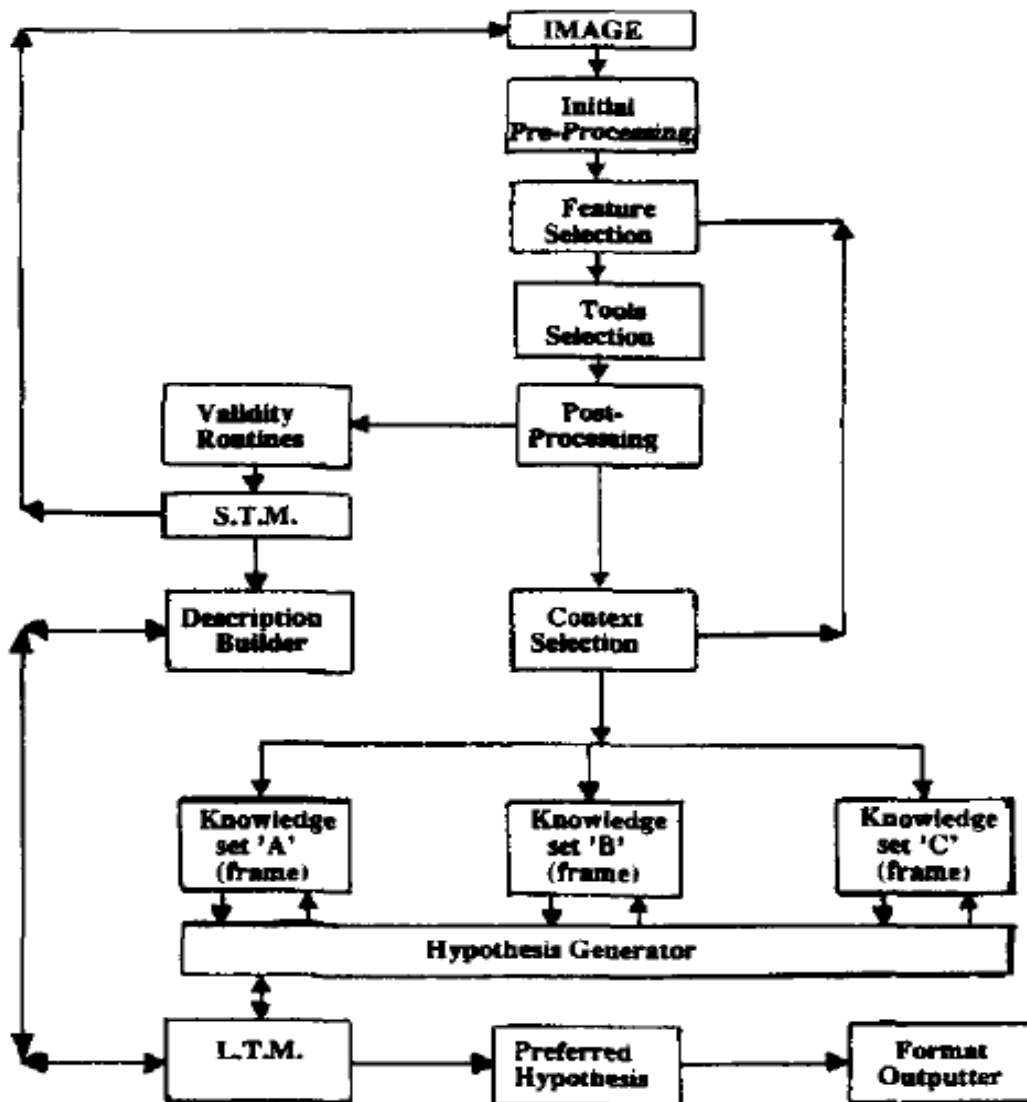 IMAGE
Initial
Pre-Processing
Feature
Selection
Tools
Selection
Validity
Routines
Post-
Processing
S.T.M.
Description
Builder
Context
Selection
Knowledge
set 'A'
(frame)
Knowledge
set 'B'
(frame)
Knowledge
set 'C'
(frame)
Hypothesis Generator
L.T.M.
Preferred
Hypothesis
Format
Outputter